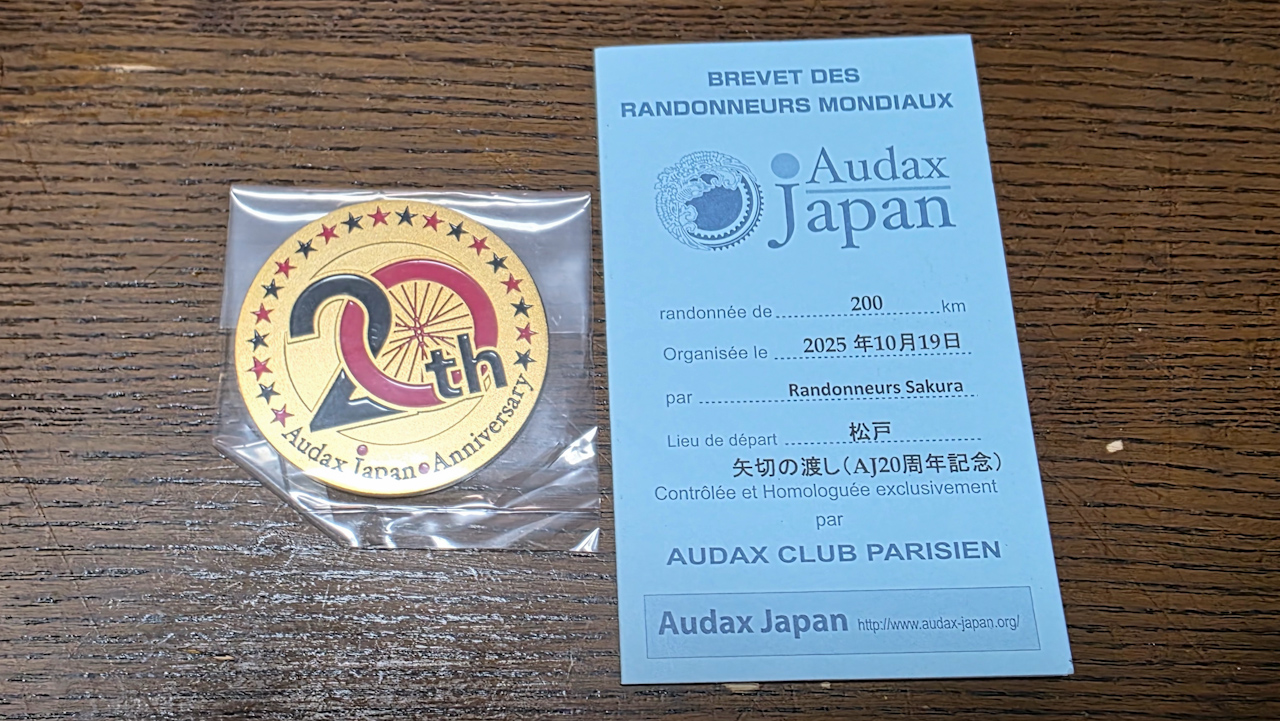 20th
Audax Japan Anniversary
BREVET DES
RANDONNEURS MONDIAUX
Audax
Japan
randonnée de 200 km
Organisée le 2025 年10月19日
par Randonneurs Sakura
Lieu de départ 松戸
矢切の渡し(AJ20周年記念)
Contrôlée et Homologuée exclusivement
par
AUDAX CLUB PARISIEN
Audax Japan http://www.audax-japan.org/